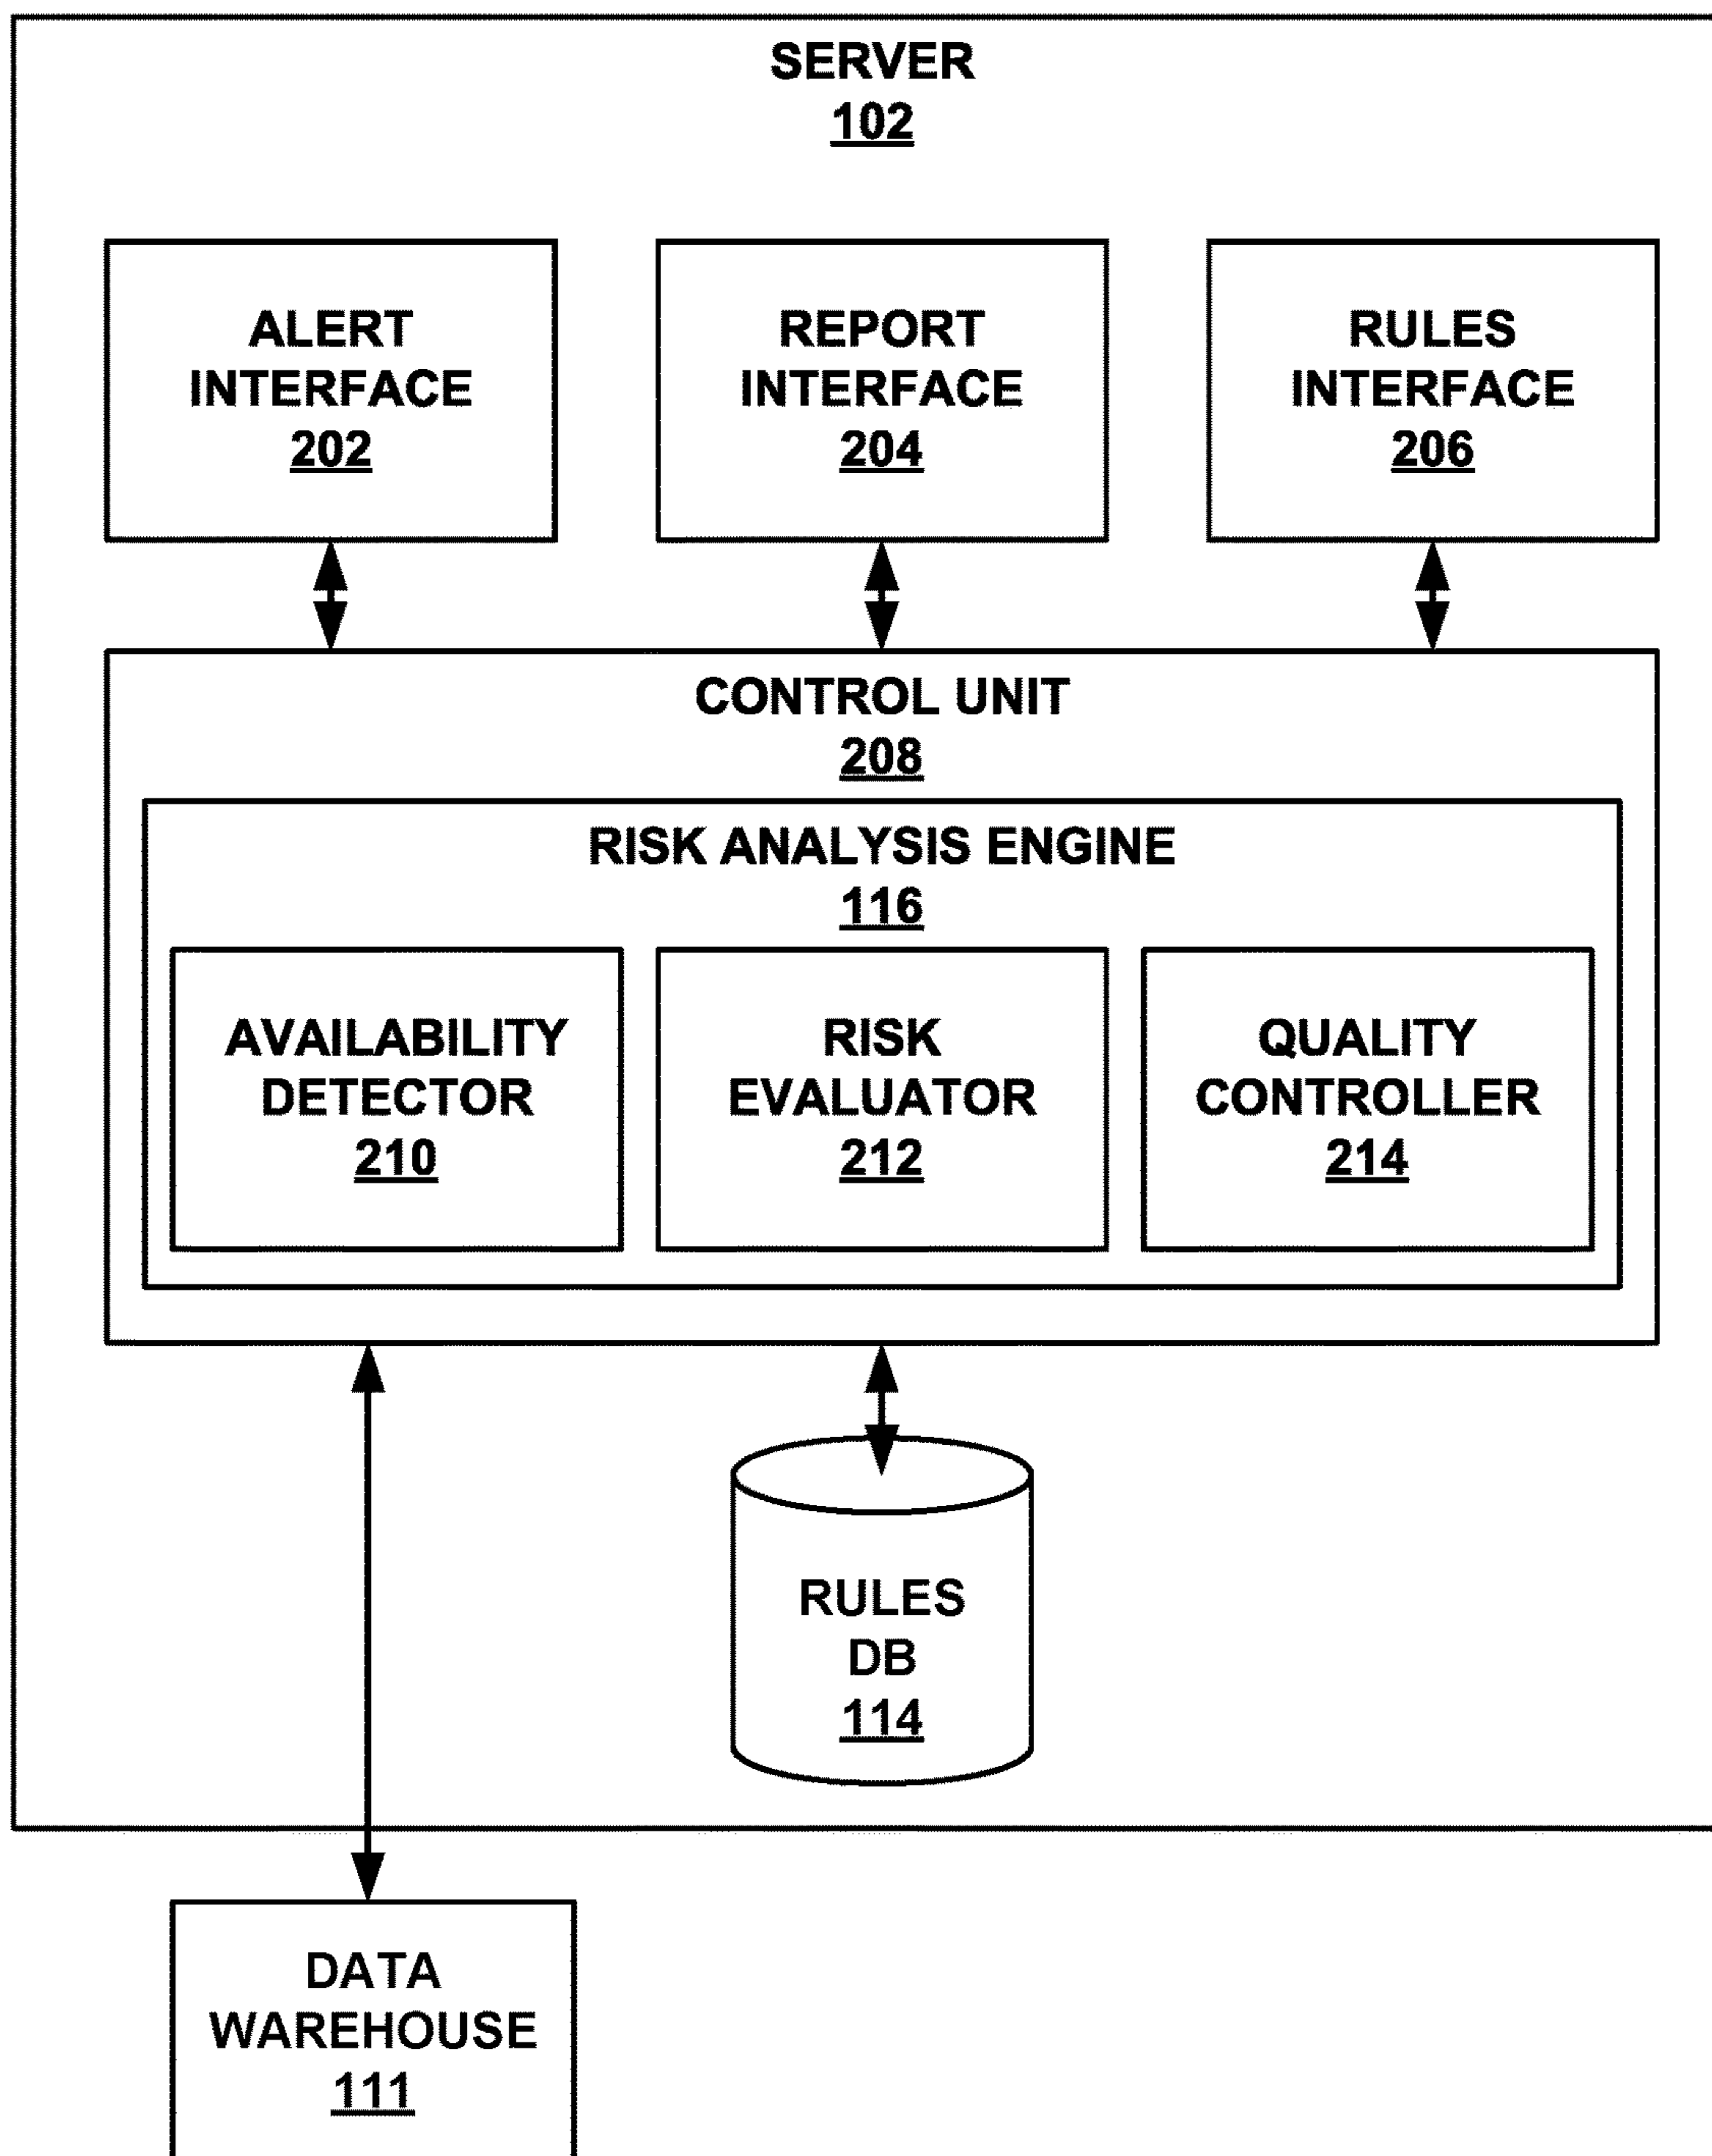 SERVER
102
ALERT
INTERFACE
202
REPORT
INTERFACE
204
RULES
INTERFACE
206
CONTROL UNIT
208
RISK ANALYSIS ENGINE
116
AVAILABILITY
DETECTOR
210
RISK
EVALUATOR
212
QUALITY
CONTROLLER
214
RULES
DB
114
DATA
WAREHOUSE
111